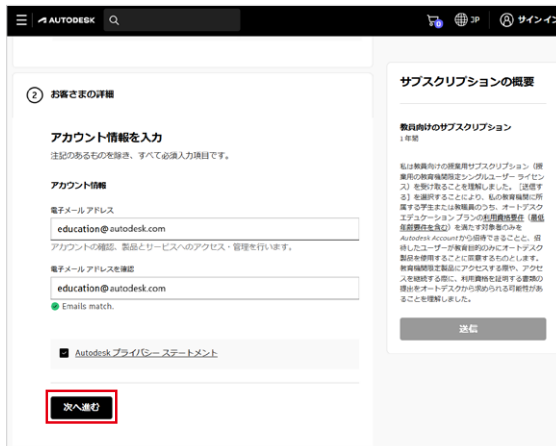 AUTODESK
0
JP
サインイン
2 お客さまの詳細
アカウント情報を入力
注記のあるものを除き、すべて必須入力項目です。
アカウント情報
電子メール アドレス
education@autodesk.com
アカウントの確認、製品とサービスへのアクセス・管理を行います。
電子メール アドレスを確認
education@autodesk.com
Emails match.
Autodesk プライバシー ステートメント
次へ進む
サブスクリプションの概要
教員向けのサブスクリプション
1 年間
私は教員向けの授業用サブスクリプション（授
業用の教育機関限定シングルユーザー ライセン
ス）を受け取ることを理解しました。［送信す
る］を選択することにより、私の教育機関に所
属する学生または教職員のうち、オートデスク
エデュケーション プランの利用資格要件（最低
年齢要件を含む）を満たす対象者のみを
Autodesk Accountから招待できることと、招
待したユーザーが教育目的のみにオートデスク
製品を使用することに同意するものとします。
教育機関限定製品にアクセスする際や、アクセ
スを継続する際に、利用資格を証明する書類の
提出をオートデスクから求められる可能性があ
ることを理解しました。
送信